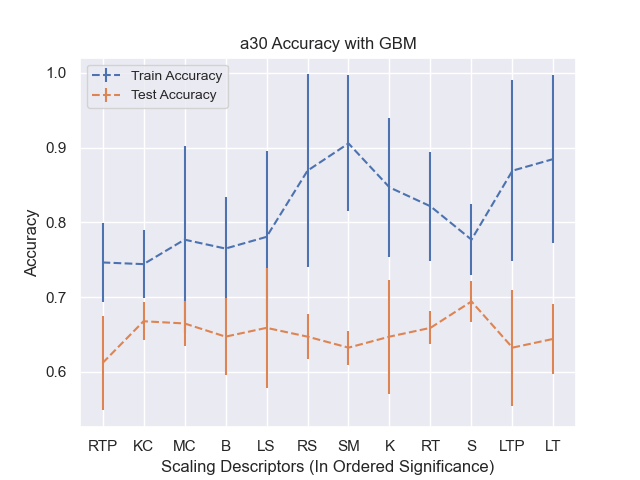 a30 Accuracy with GBM
Train Accuracy
Test Accuracy
1.0
0.9
0.8
0.7
0.6
Accuracy
RTP KC MC B LS RS SM K RT S LTP LT
Scaling Descriptors (In Ordered Significance)